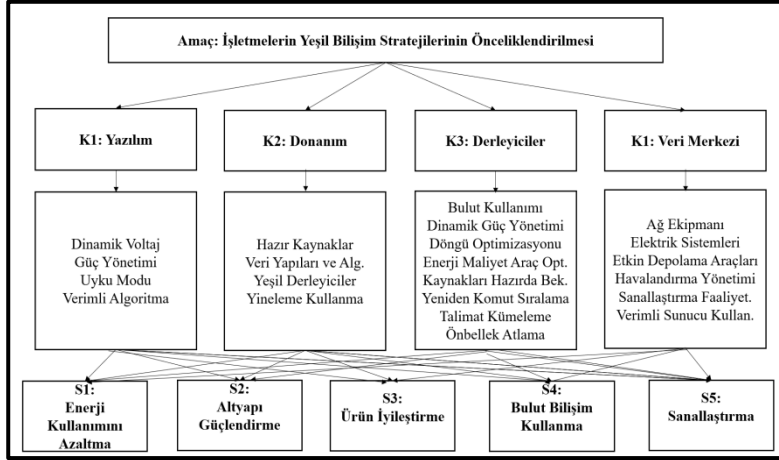 Amaç: İşletmelerin Yeşil Bilişim Stratejilerinin Önceliklendirilmesi
K1: Yazılım
K2: Donanım
K3: Derleyiciler
K1: Veri Merkezi
Dinamik Voltaj
Güç Yönetimi
Uyku Modu
Verimli Algoritma
Hazır Kaynaklar
Veri Yapıları ve Alg.
Yeşil Derleyiciler
Yineleme Kullanma
Bulut Kullanımı
Dinamik Güç Yönetimi
Döngü Optimizasyonu
Enerji Maliyet Araç Opt.
Kaynakları Hazırda Bek.
Yeniden Komut Sıralama
Talimat Kümeleme
Önbellek Atlama
Ağ Ekipmanı
Elektrik Sistemleri
Etkin Depolama Araçları
Havalandırma Yönetimi
Sanallaştırma Faaliyet.
Verimli Sunucu Kullan.
S1:
Enerji
Kullanımını
Azaltma
S2:
Altyapı
Güçlendirme
S3:
Ürün İyileştirme
S4:
Bulut Bilişim
Kullanma
S5:
Sanallaştırma